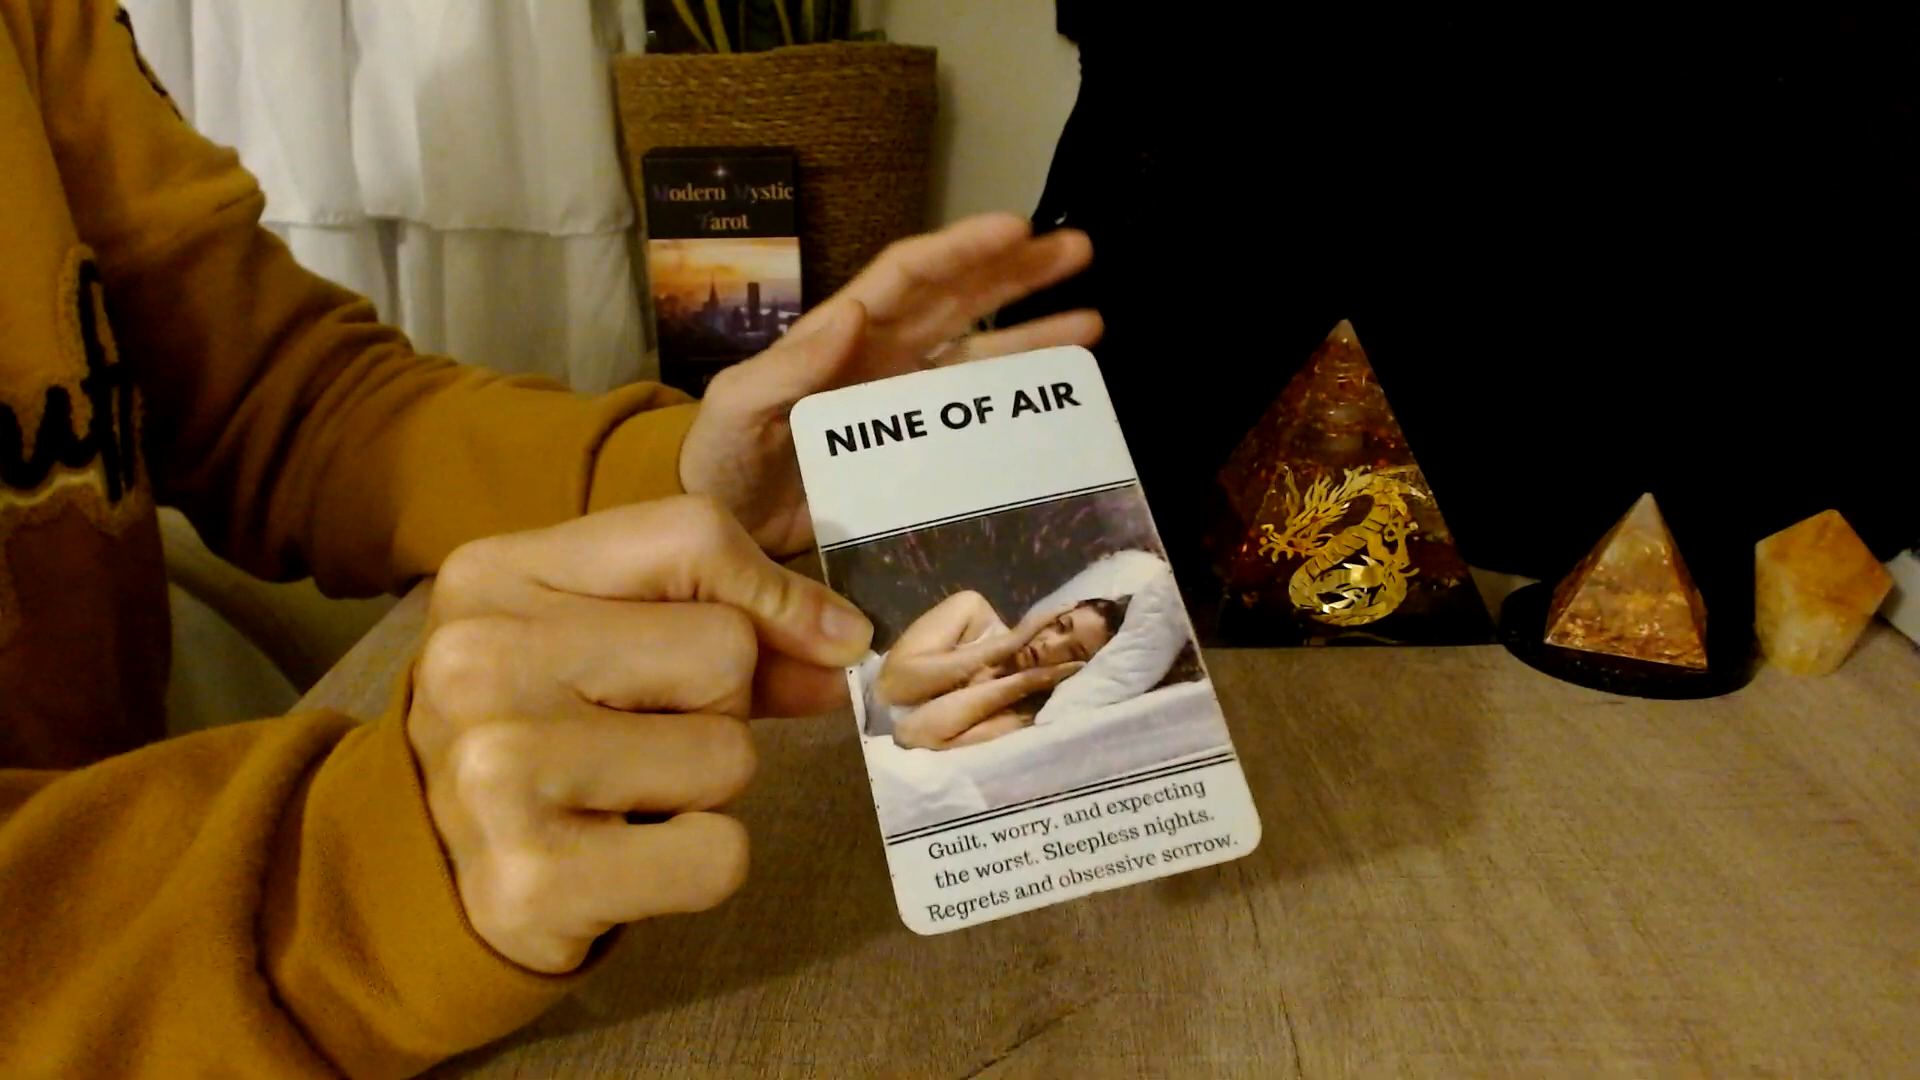 Modern Mystic
Tarot
NINE OF AIR
Guilt, worry, and expecting
the worst. Sleepless nights.
Regrets and obsessive sorrow.